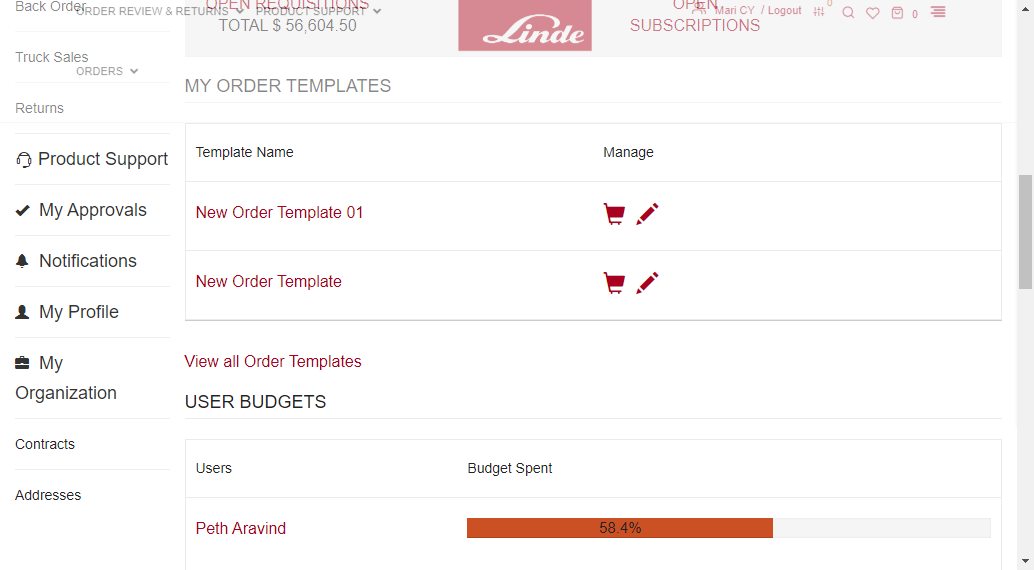 Back Order
ORDER REVIEW & RETURNS
PRODUCT SUPPORT
OPEN REQUISITIONS
TOTAL $ 56,604.50
Linde
OPEN
SUBSCRIPTIONS
Mari CY / Logout
0
0
Truck Sales
ORDERS
Returns
Product Support
My Approvals
Notifications
My Profile
My
Organization
Contracts
Addresses
MY ORDER TEMPLATES
Template Name Manage
New Order Template 01
New Order Template
View all Order Templates
USER BUDGETS
Users Budget Spent
Peth Aravind 58.4%